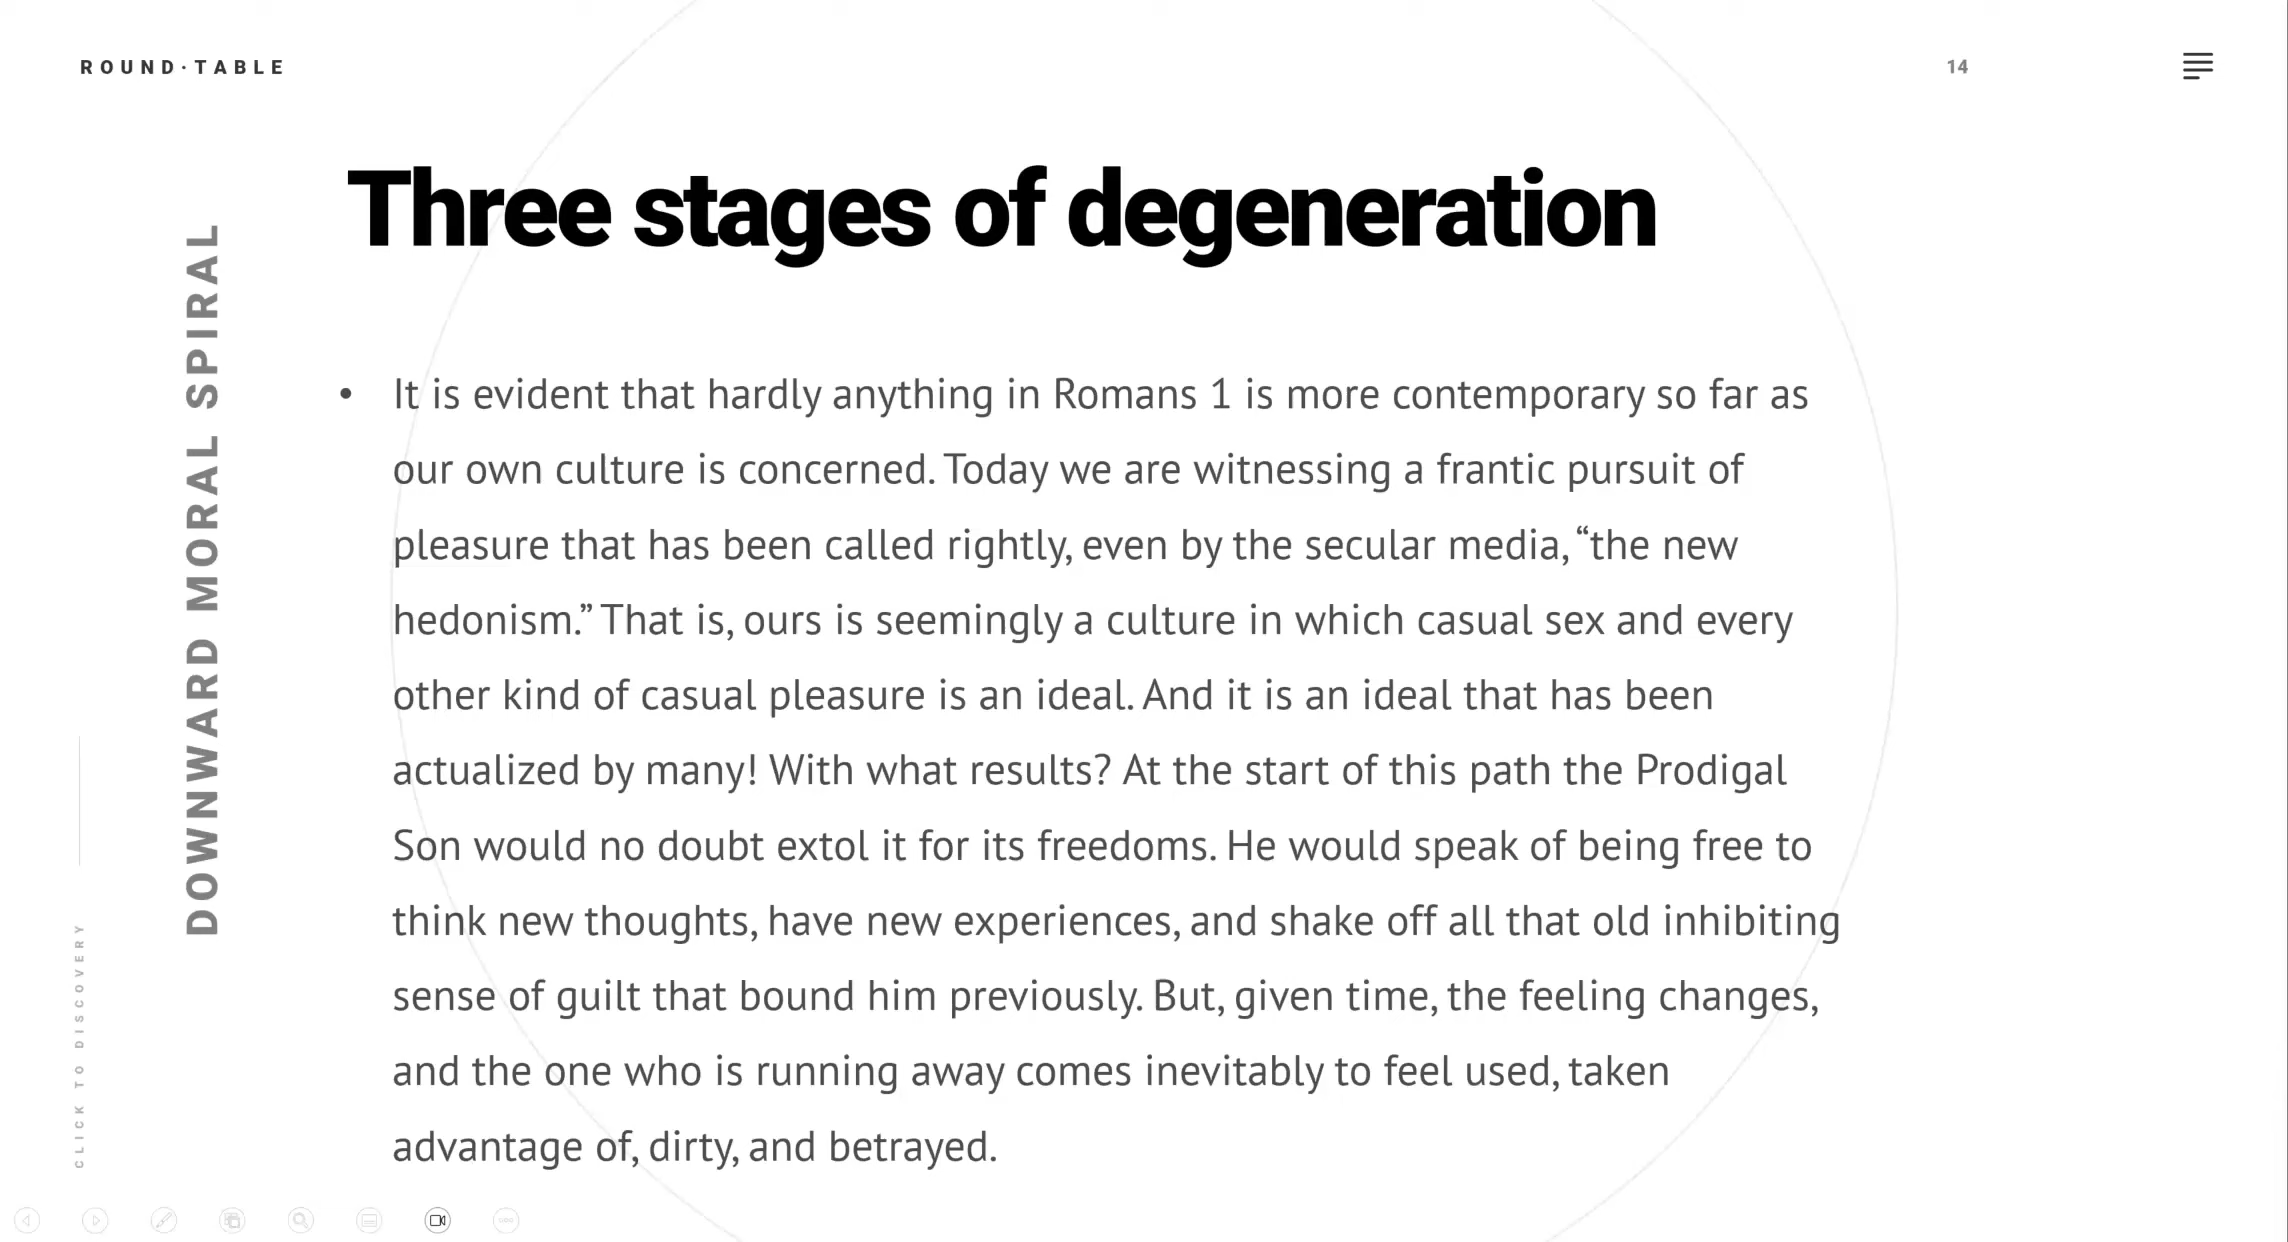 ROUND·TABLE
14
Three stages of degeneration
DOWNWARD MORAL SPIRAL
• It is evident that hardly anything in Romans 1 is more contemporary so far as
our own culture is concerned. Today we are witnessing a frantic pursuit of
pleasure that has been called rightly, even by the secular media, “the new
hedonism.” That is, ours is seemingly a culture in which casual sex and every
other kind of casual pleasure is an ideal. And it is an ideal that has been
actualized by many! With what results? At the start of this path the Prodigal
Son would no doubt extol it for its freedoms. He would speak of being free to
think new thoughts, have new experiences, and shake off all that old inhibiting
sense of guilt that bound him previously. But, given time, the feeling changes,
and the one who is running away comes inevitably to feel used, taken
advantage of, dirty, and betrayed.
CLICK TO DISCOVERY